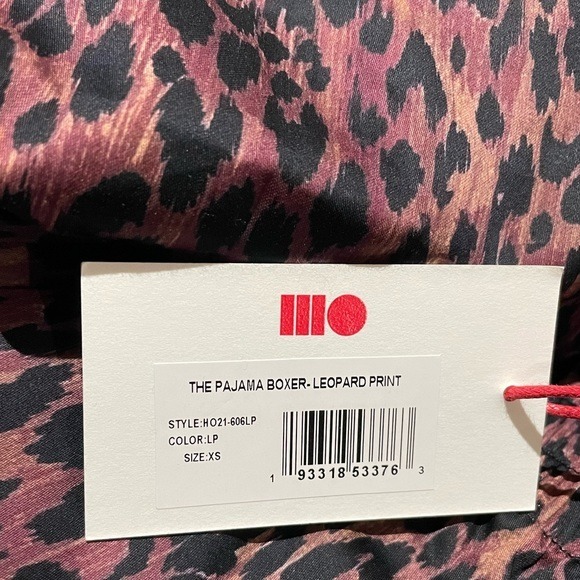 THE PAJAMA BOXER- LEOPARD PRINT
STYLE:HO21-606LP
COLOR:LP
SIZE:XS
1 93318 53376 3